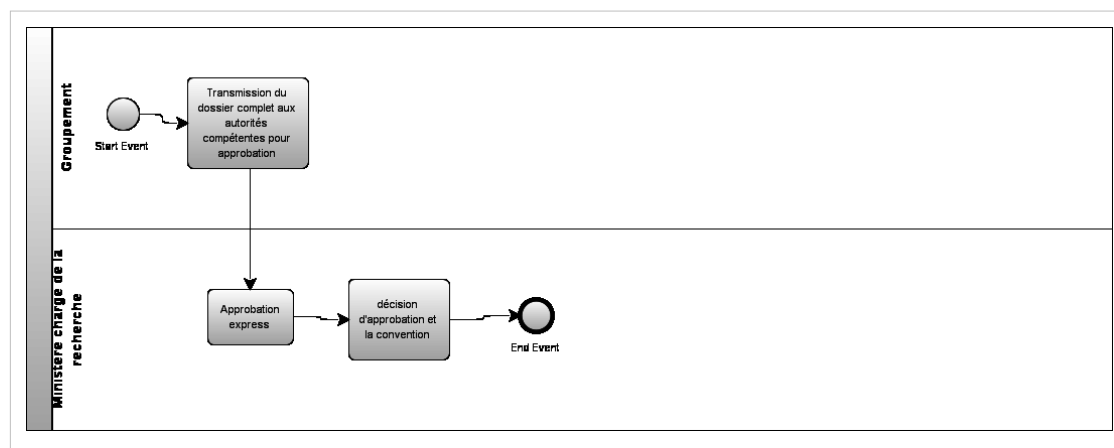 Groupement
Start Event
Transmission du
dossier complet aux
autorités
compétentes pour
approbation
Ministere charge de la
recherche
Approbation
express
décision
d'approbation et
la convention
End Event